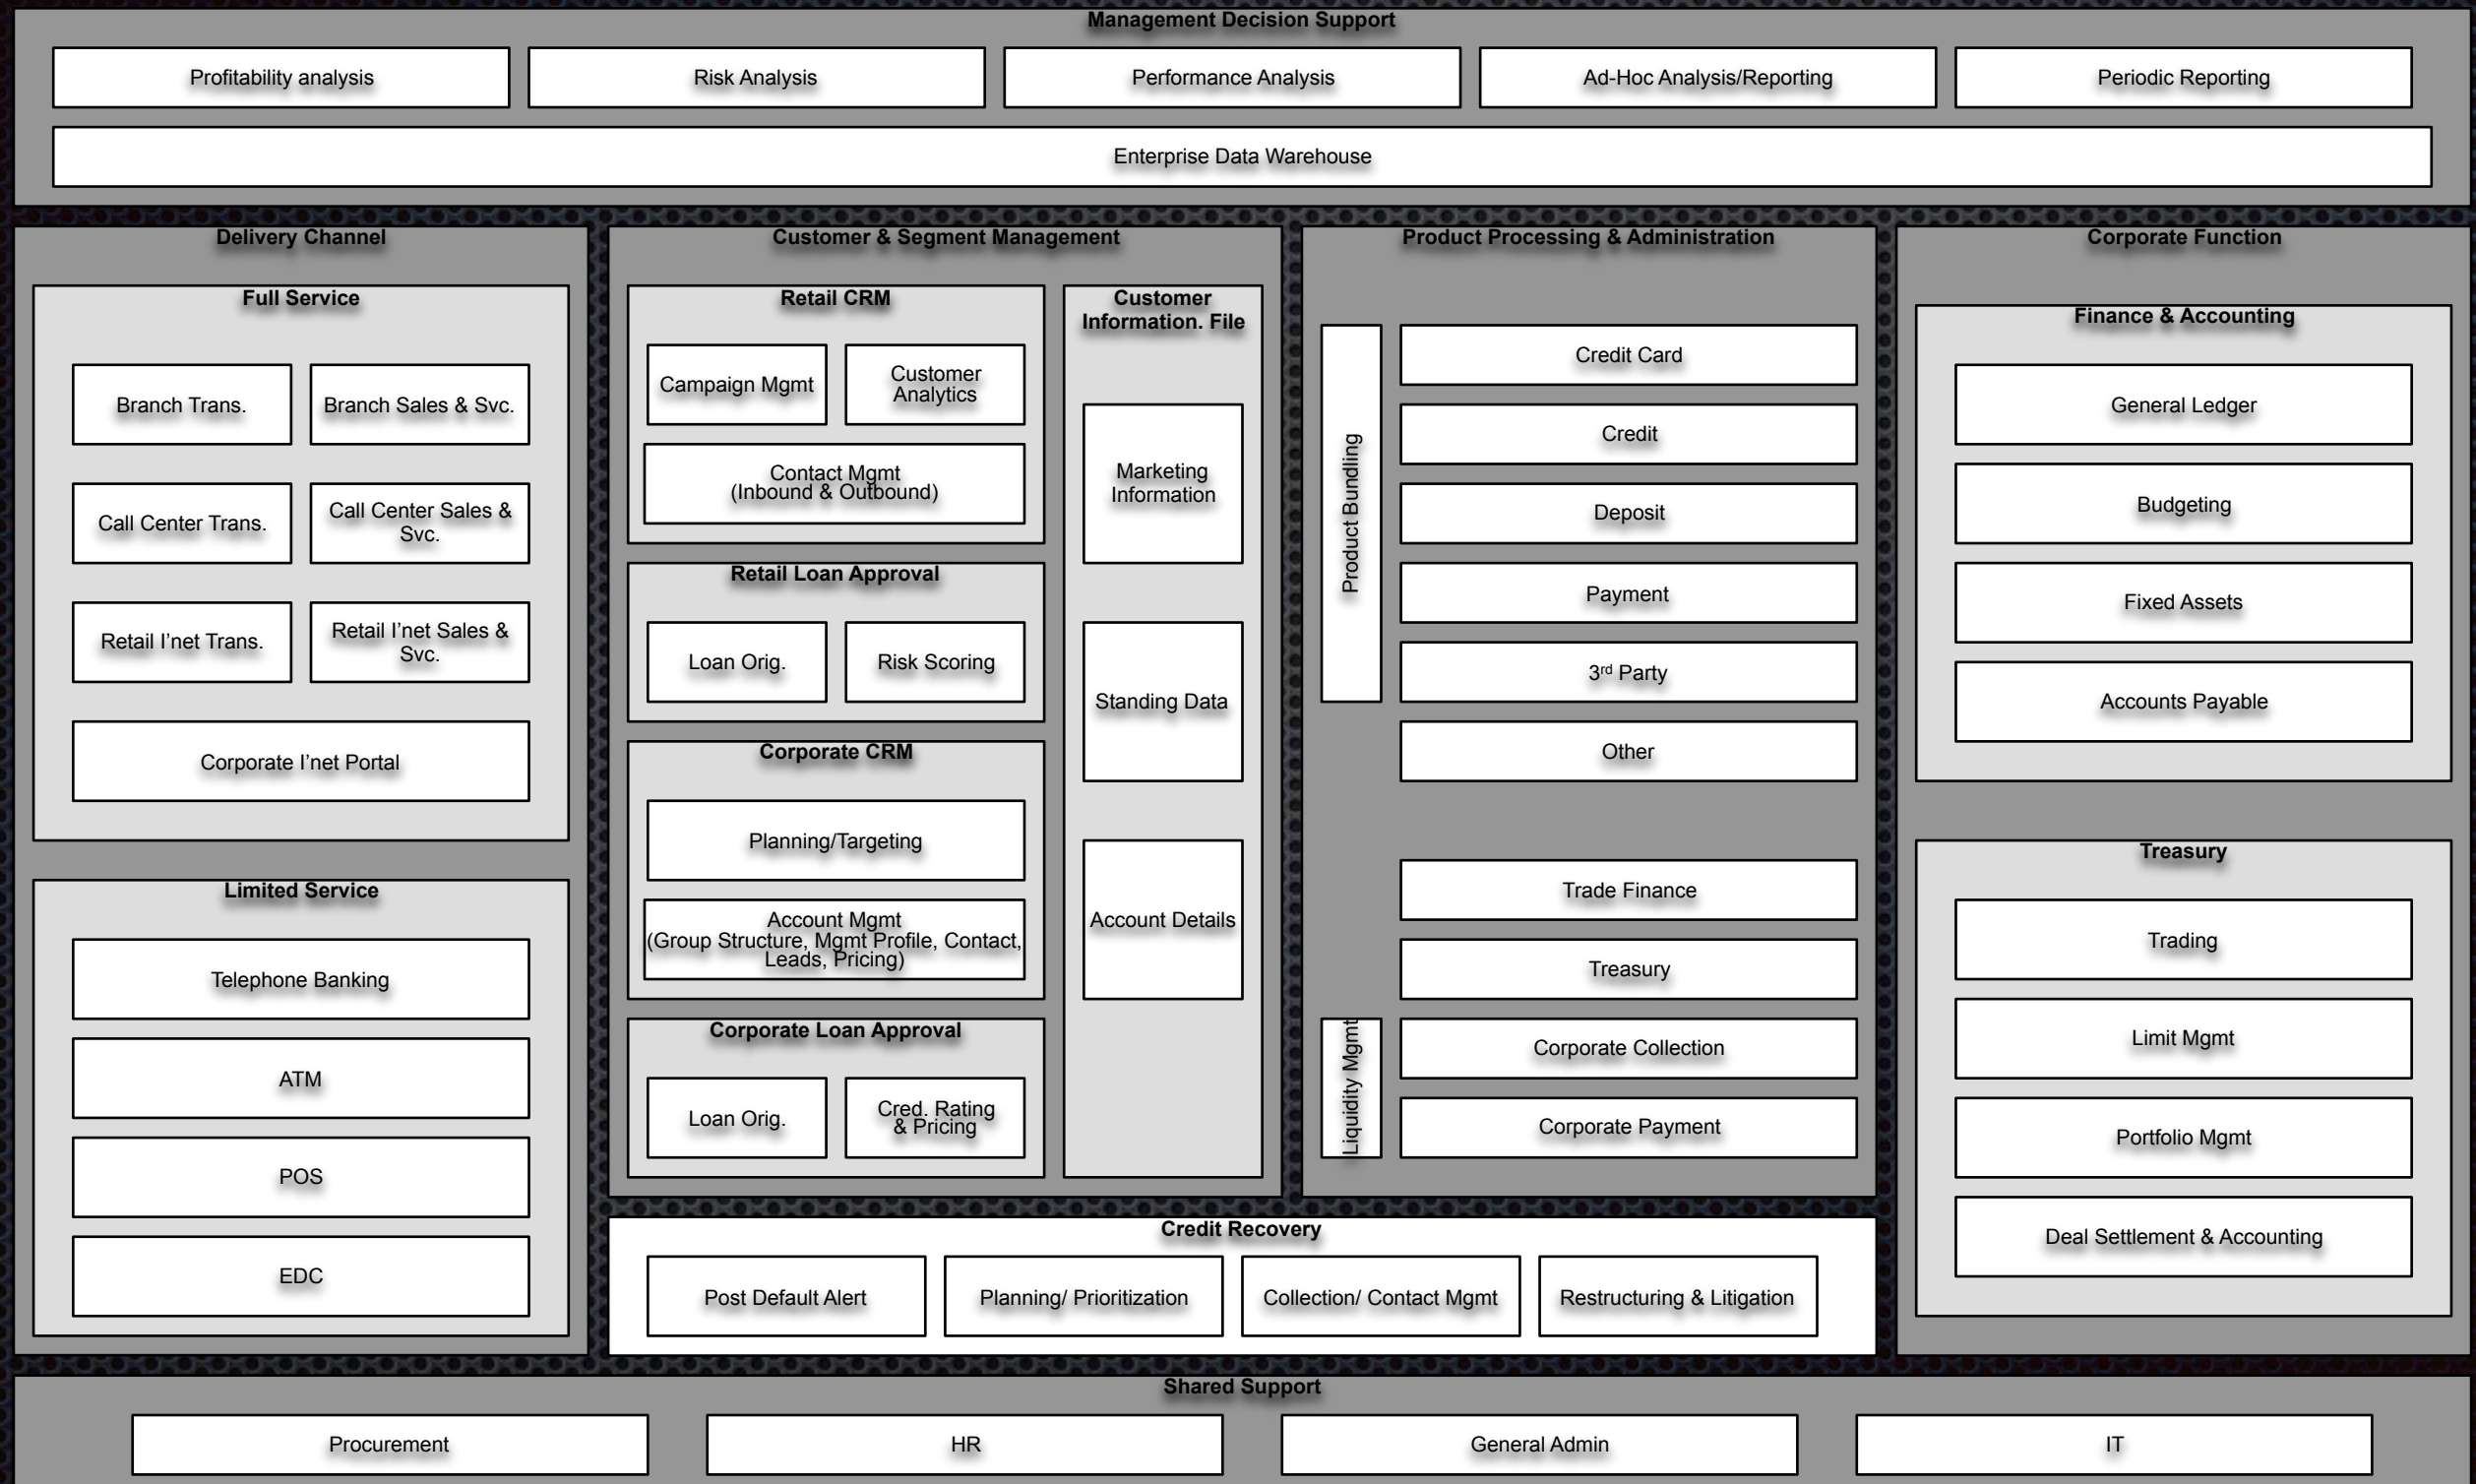 Management Decision Support
Profitability analysis
Risk Analysis
Performance Analysis
Ad-Hoc Analysis/Reporting
Periodic Reporting
Enterprise Data Warehouse
Delivery Channel
Full Service
Branch Trans.
Branch Sales & Svc.
Call Center Trans.
Call Center Sales &
Svc.
Retail I'net Trans.
Retail I'net Sales &
Svc.
Corporate I'net Portal
Limited Service
Telephone Banking
ATM
POS
EDC
Customer & Segment Management
Retail CRM
Campaign Mgmt
Customer
Analytics
Contact Mgmt
(Inbound & Outbound)
Retail Loan Approval
Loan Orig.
Risk Scoring
Corporate CRM
Planning/Targeting
Account Mgmt
(Group Structure, Mgmt Profile, Contact,
Leads, Pricing)
Corporate Loan Approval
Loan Orig.
Cred. Rating
& Pricing
Customer
Information. File
Marketing
Information
Standing Data
Account Details
Product Processing & Administration
Product Bundling
Credit Card
Credit
Deposit
Payment
3rd Party
Other
Trade Finance
Treasury
Liquidity Mgmt
Corporate Collection
Corporate Payment
Credit Recovery
Post Default Alert
Planning/ Prioritization
Collection/ Contact Mgmt
Restructuring & Litigation
Corporate Function
Finance & Accounting
General Ledger
Budgeting
Fixed Assets
Accounts Payable
Treasury
Trading
Limit Mgmt
Portfolio Mgmt
Deal Settlement & Accounting
Shared Support
Procurement
HR
General Admin
IT